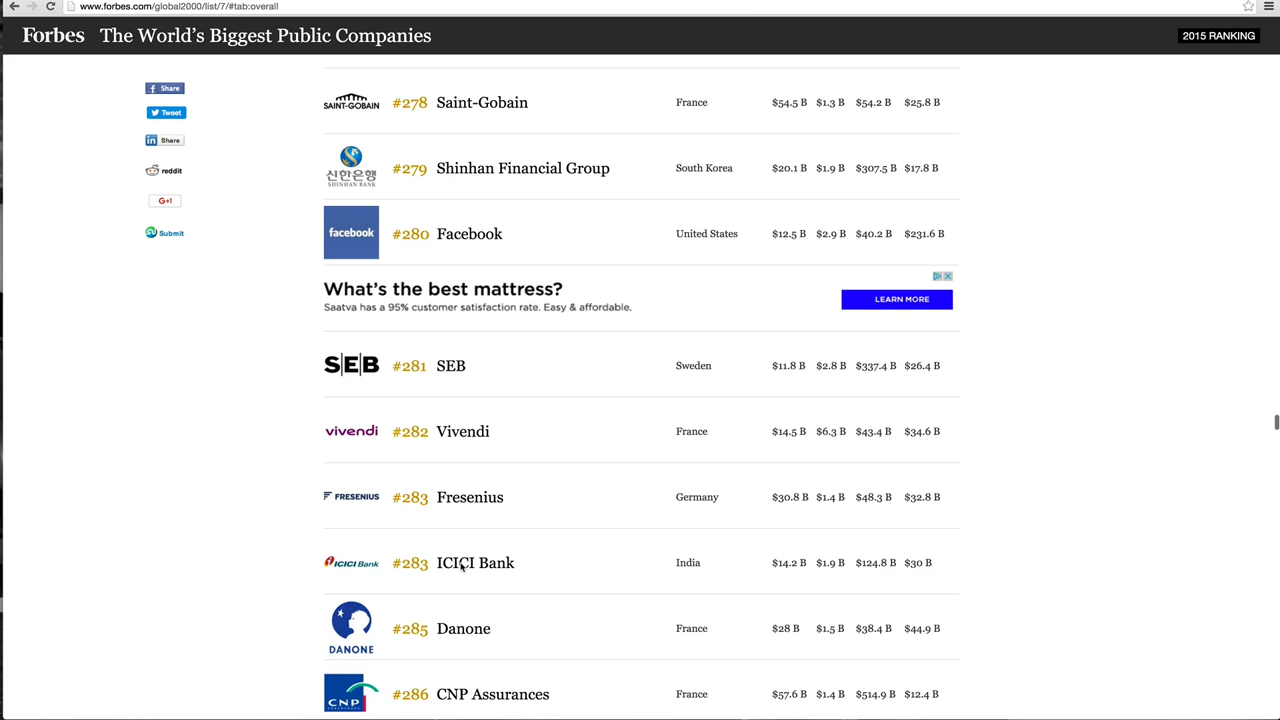 www.forbes.com/global2000/list/7/#tab:overall
Forbes The World's Biggest Public Companies 2015 RANKING
Share
Tweet
Share
reddit
G+1
Submit
SAINT-GOBAIN #278 Saint-Gobain France $54.5 B $1.3 B $54.2 B $25.8 B
신한은행
SHINHAN BANK
#279 Shinhan Financial Group South Korea $20.1 B $1.9 B $307.5 B $17.8 B
facebook #280 Facebook United States $12.5 B $2.9 B $40.2 B $231.6 B
What's the best mattress?
Saatva has a 95% customer satisfaction rate. Easy & affordable.
LEARN MORE
SEB #281 SEB Sweden $11.8 B $2.8 B $337.4 B $26.4 B
vivendi #282 Vivendi France $14.5 B $6.3 B $43.4 B $34.6 B
FRESENIUS #283 Fresenius Germany $30.8 B $1.4 B $48.3 B $32.8 B
ICICI Bank #283 ICICI Bank India $14.2 B $1.9 B $124.8 B $30 B
DANONE #285 Danone France $28 B $1.5 B $38.4 B $44.9 B
CNP #286 CNP Assurances France $57.6 B $1.4 B $514.9 B $12.4 B